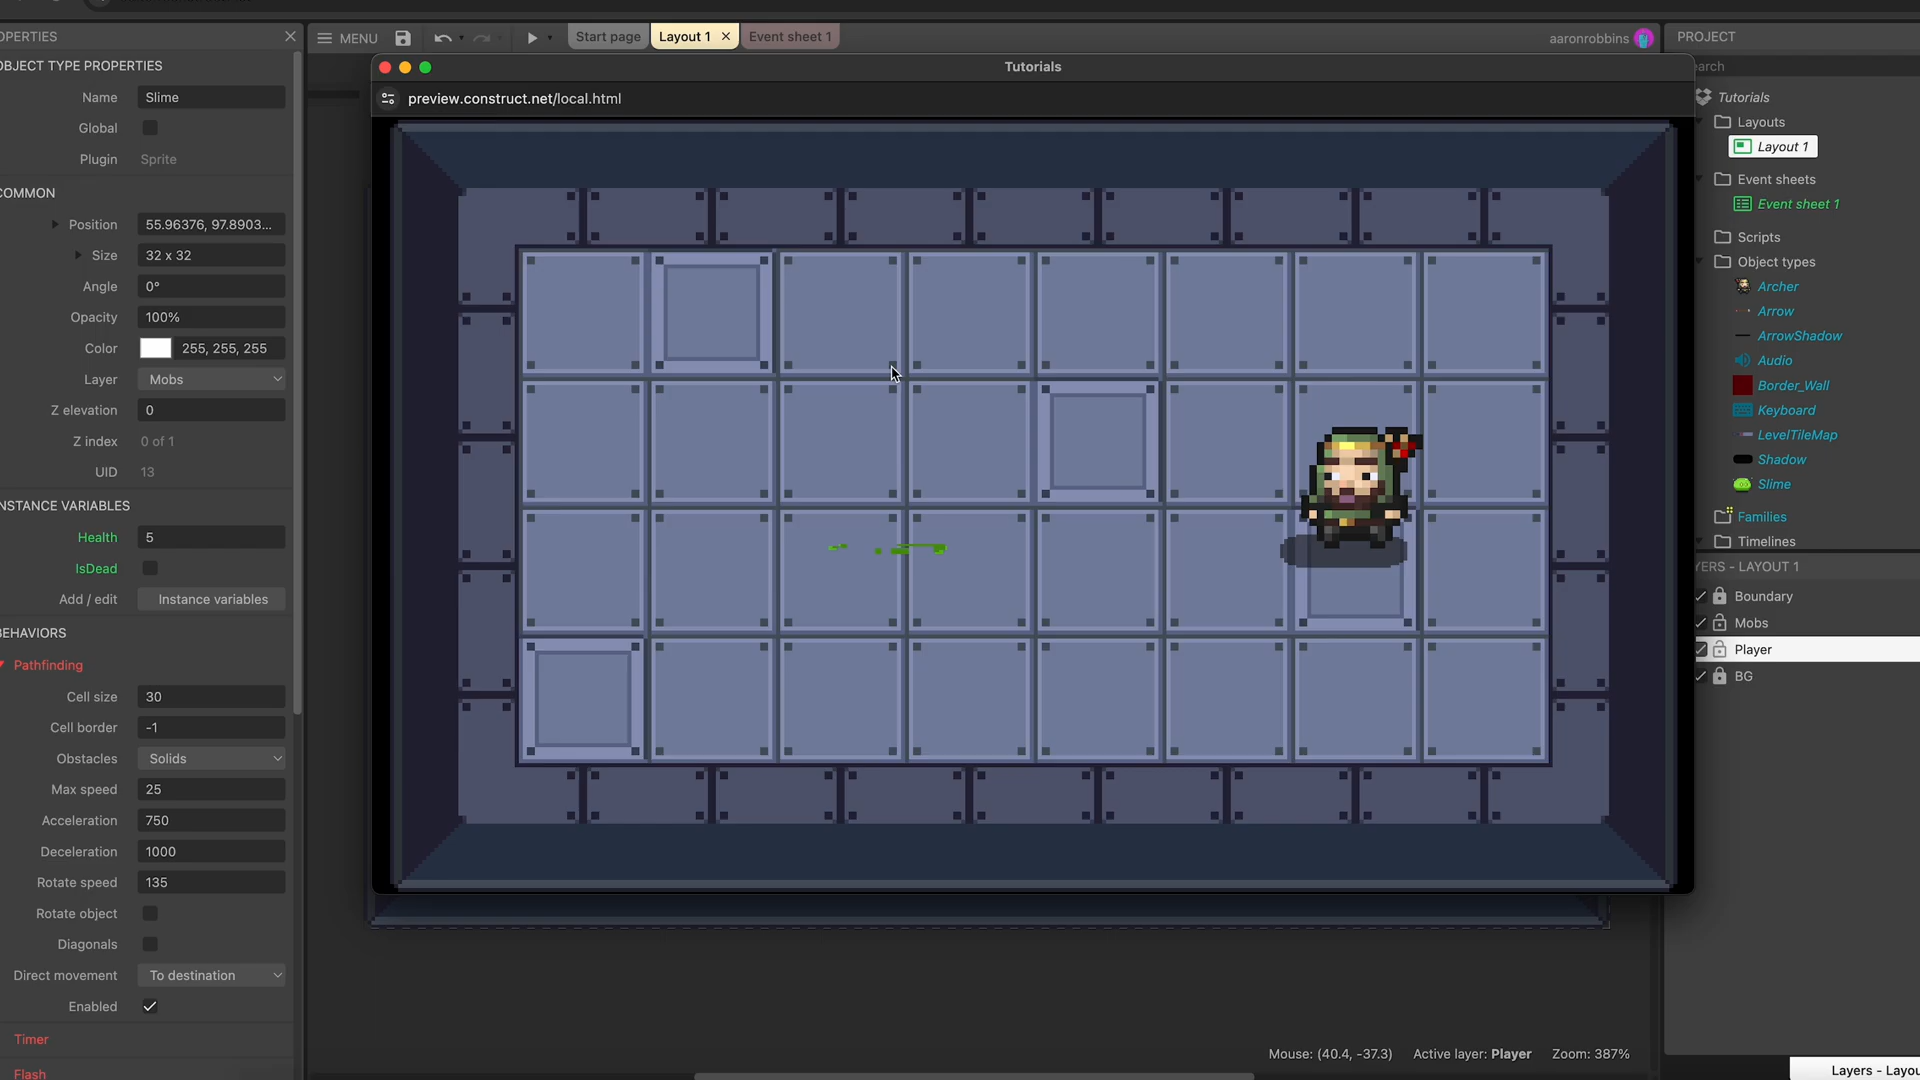 OPERTIES
OBJECT TYPE PROPERTIES
Name Slime
Global
Plugin Sprite
COMMON
Position 55.96376, 97.8903...
Size 32 x 32
Angle 0°
Opacity 100%
Color 255, 255, 255
Layer Mobs
Z elevation 0
Z index 0 of 1
UID 13
NSTANCE VARIABLES
Health 5
IsDead
Add / edit Instance variables
BEHAVIORS
Pathfinding
Cell size 30
Cell border -1
Obstacles Solids
Max speed 25
Acceleration 750
Deceleration 1000
Rotate speed 135
Rotate object
Diagonals
Direct movement To destination
Enabled
Timer
Flash
MENU
Start page
Layout 1
Event sheet 1
aaronrobbins
Tutorials
preview.construct.net/local.html
Mouse: (40.4, -37.3) Active layer: Player Zoom: 387%
PROJECT
earch
Tutorials
Layouts
Layout 1
Event sheets
Event sheet 1
Scripts
Object types
Archer
Arrow
ArrowShadow
Audio
Border_Wall
Keyboard
LevelTileMap
Shadow
Slime
Families
Timelines
YERS - LAYOUT 1
Boundary
Mobs
Player
BG
Layers - Layou